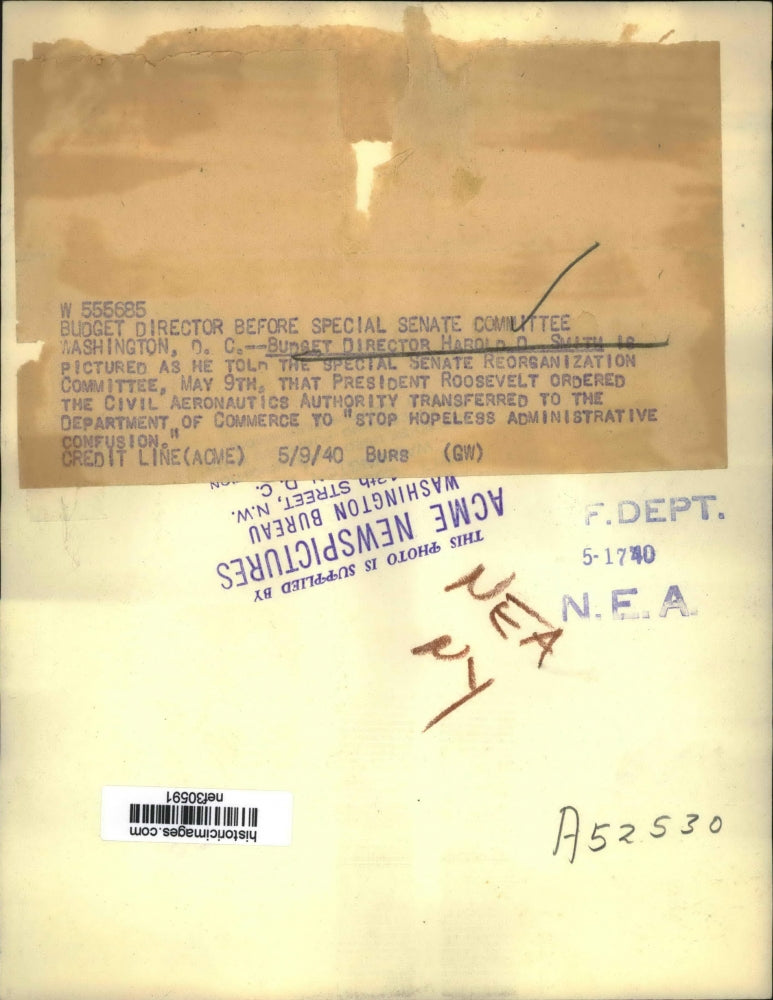 W 555685
BUDGET DIRECTOR BEFORE SPECIAL SENATE COMMITTEE
WASHINGTON, D. C.--BUDGET DIRECTOR HAROLD D. SMITH IS
PICTURED AS HE TOLD THE SPECIAL SENATE REORGANIZATION
COMMITTEE, MAY 9TH, THAT PRESIDENT ROOSEVELT ORDERED
THE CIVIL AERONAUTICS AUTHORITY TRANSFERRED TO THE
DEPARTMENT OF COMMERCE TO "STOP HOPELESS ADMINISTRATIVE
CONFUSION."
CREDIT LINE(ACME) 5/9/40 BURS (GW)
THIS PHOTO IS SUPPLIED BY
ACME NEWSPICTURES
WASHINGTON BUREAU
13th STREET, N.W.
D. C.
F. DEPT.
5-17'40
N. E. A.
NEA
NY
historicimages.com
nef30591
A52530